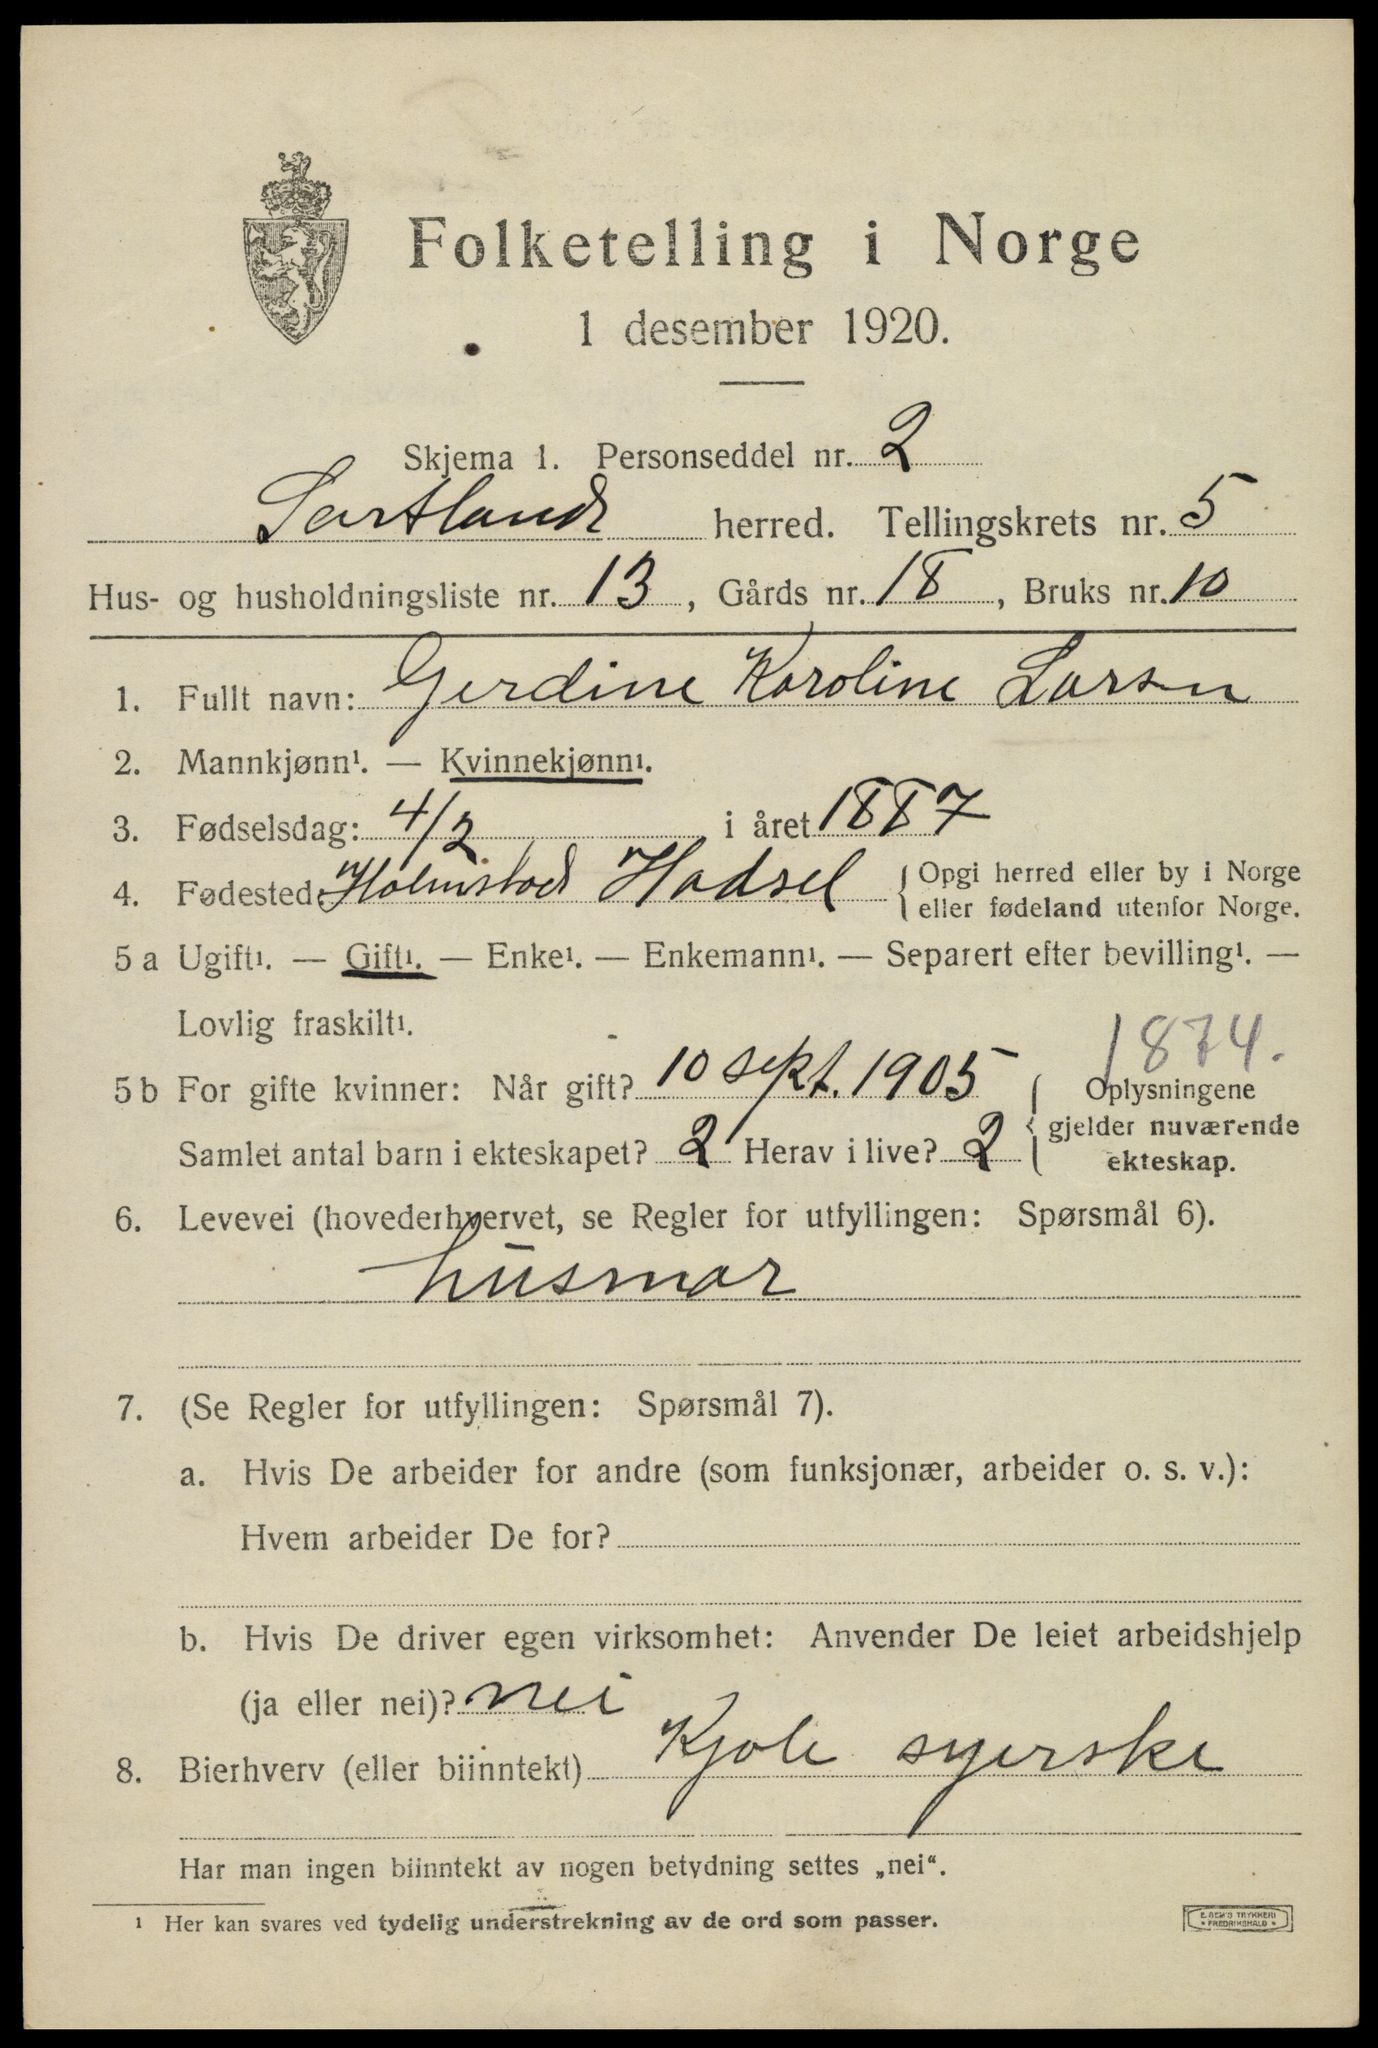 Folketelling i Norge
1 desember 1920.
Skjema 1. Personseddel nr. 2
Sortland herred. Tellingskrets nr. 5
Hus- og husholdningsliste nr. 13, Gårds nr. 18, Bruks nr. 10
1. Fullt navn: Gerdine Karoline Larsen
2. Mannkjønn¹. — Kvinnekjønn¹.
3. Fødselsdag: 4/2 i året 1887
4. Fødested: Holmstad Hadsel { Opgi herred eller by i Norge
eller fødeland utenfor Norge.
5 a Ugift¹. — Gift¹. — Enke¹. — Enkemann¹. — Separert efter bevilling¹. —
Lovlig fraskilt¹.
1874.
5 b For gifte kvinner: Når gift? 10 sept. 1905 { Oplysningene
gjelder nuværende
ekteskap.
Samlet antal barn i ekteskapet? 2 Herav i live? 2
6. Levevei (hovederhvervet, se Regler for utfyllingen: Spørsmål 6).
husmor
7. (Se Regler for utfyllingen: Spørsmål 7).
a. Hvis De arbeider for andre (som funksjonær, arbeider o. s. v.):
Hvem arbeider De for?
b. Hvis De driver egen virksomhet: Anvender De leiet arbeidshjelp
(ja eller nei)? nei
8. Bierhverv (eller biinntekt) Kjole syerske
Har man ingen biinntekt av nogen betydning settes „nei“.
¹ Her kan svares ved tydelig understrekning av de ord som passer.
E. SEM'S TRYKKERI
FREDRIKSHALD